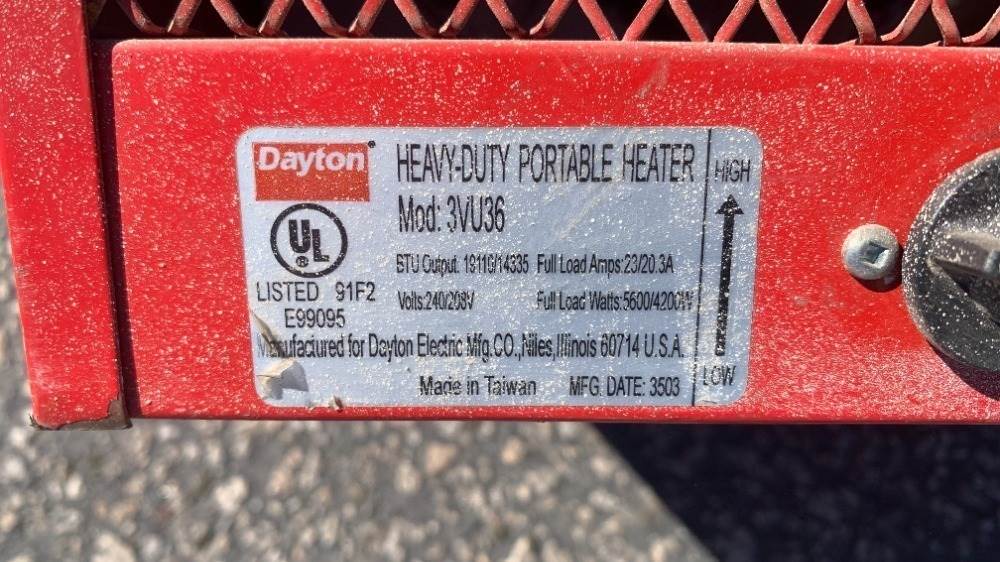 Dayton®
HEAVY-DUTY PORTABLE HEATER
Mod: 3VU36
UL®
LISTED 91F2
E99095
BTU Output: 19110/14335 Full Load Amps:23/20.3A
Volts:240/208V Full Load Watts:5600/4200W
Manufactured for Dayton Electric Mfg.CO.,Niles,Illinois 60714 U.S.A.
Made in Taiwan MFG. DATE: 3503
HIGH
LOW